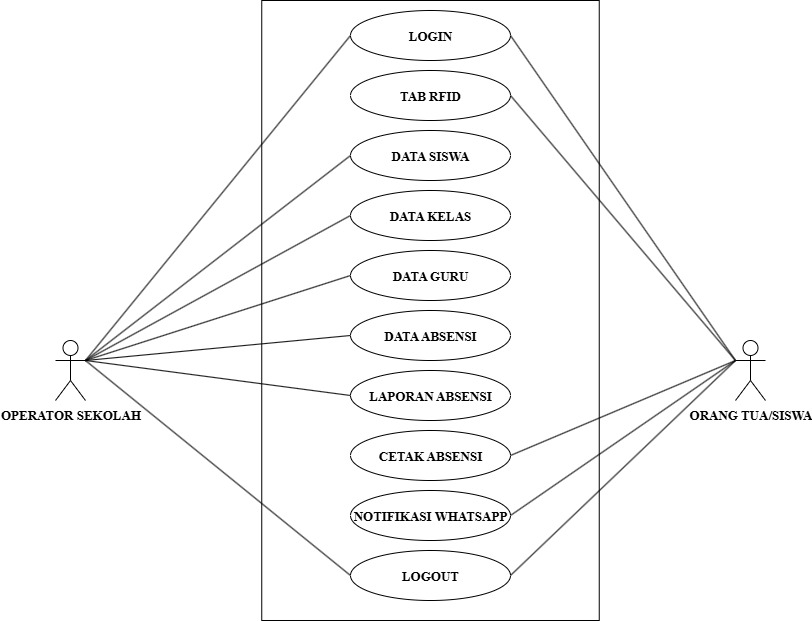 LOGIN
TAB RFID
DATA SISWA
DATA KELAS
DATA GURU
DATA ABSENSI
LAPORAN ABSENSI
CETAK ABSENSI
NOTIFIKASI WHATSAPP
LOGOUT
OPERATOR SEKOLAH
ORANG TUA/SISWA